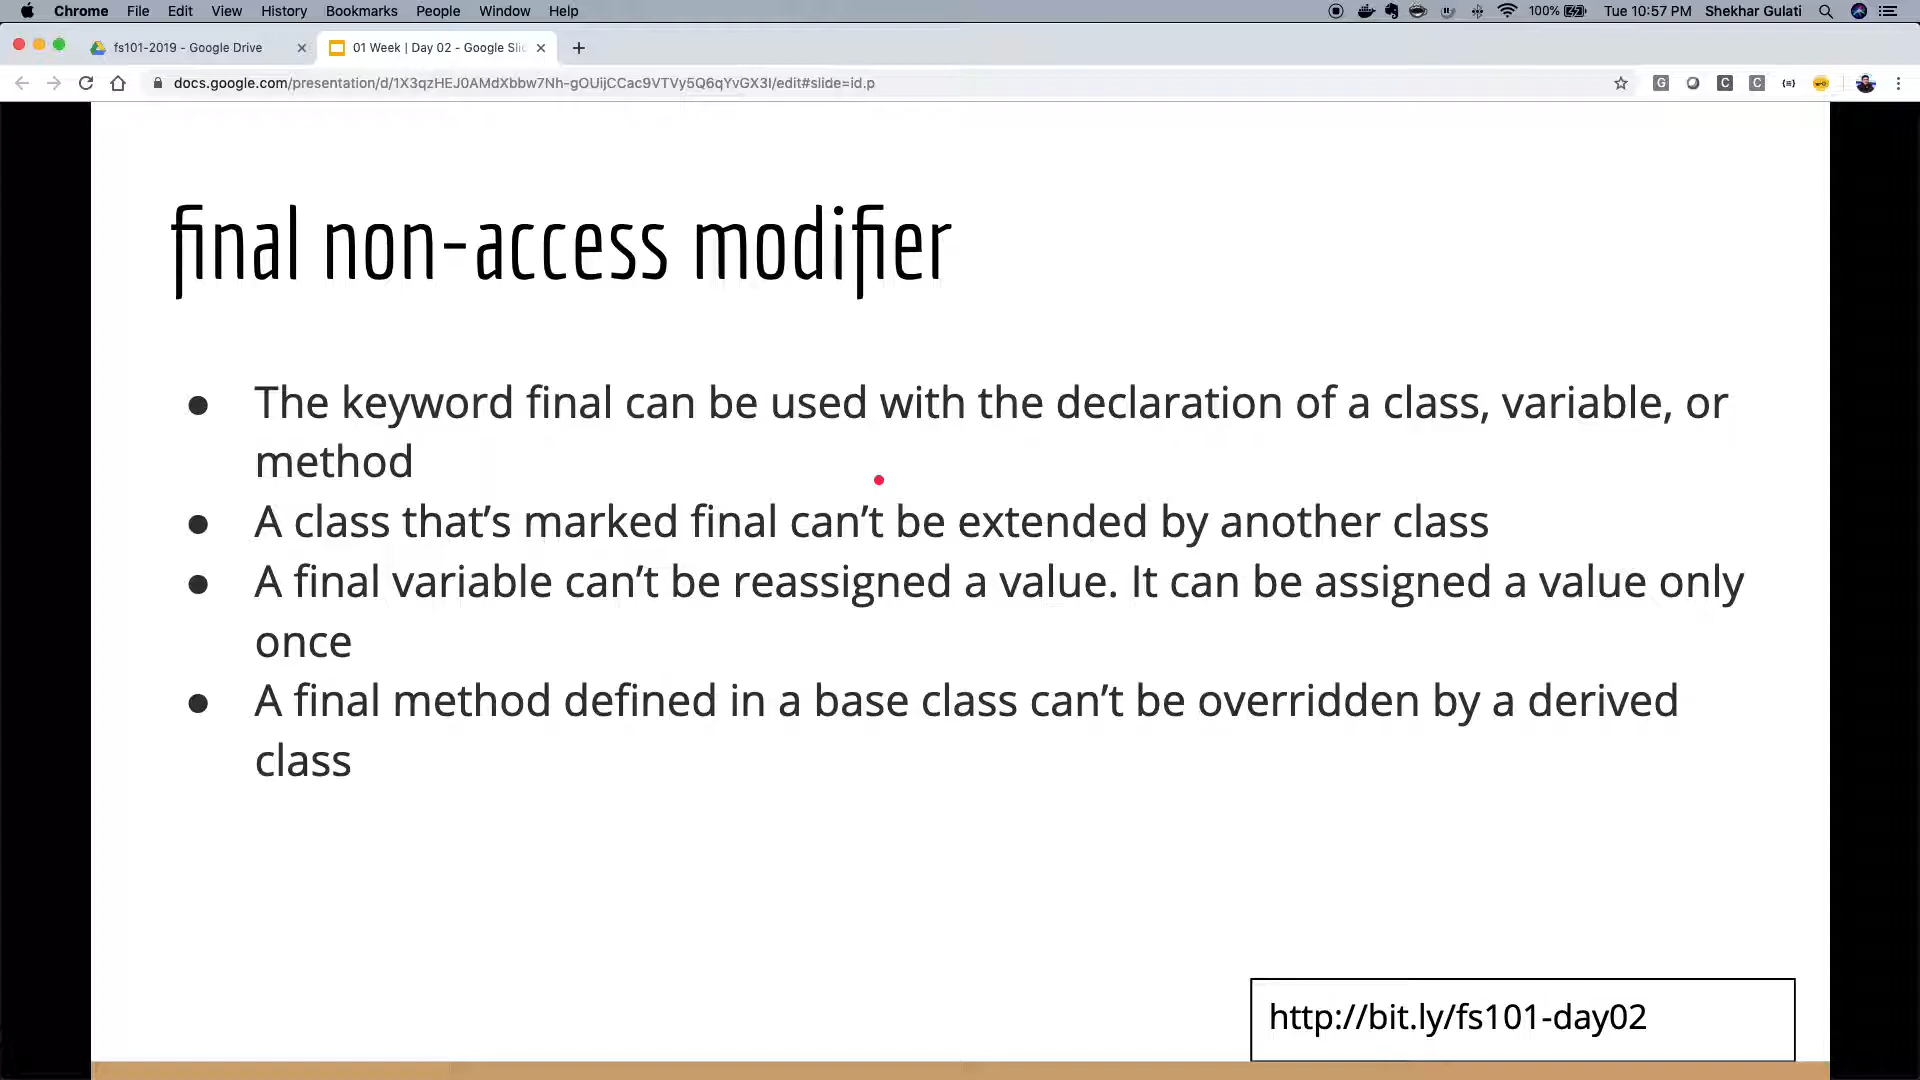 Chrome File Edit View History Bookmarks People Window Help 100% Tue 10:57 PM Shekhar Gulati
fs101-2019 - Google Drive 01 Week | Day 02 - Google Slid
docs.google.com/presentation/d/1X3qzHEJ0AMdXbbw7Nh-gOUijCCac9VTVy5Q6qYvGX3I/edit#slide=id.p
final non-access modifier
● The keyword final can be used with the declaration of a class, variable, or
method
● A class that’s marked final can’t be extended by another class
● A final variable can’t be reassigned a value. It can be assigned a value only
once
● A final method defined in a base class can’t be overridden by a derived
class
http://bit.ly/fs101-day02